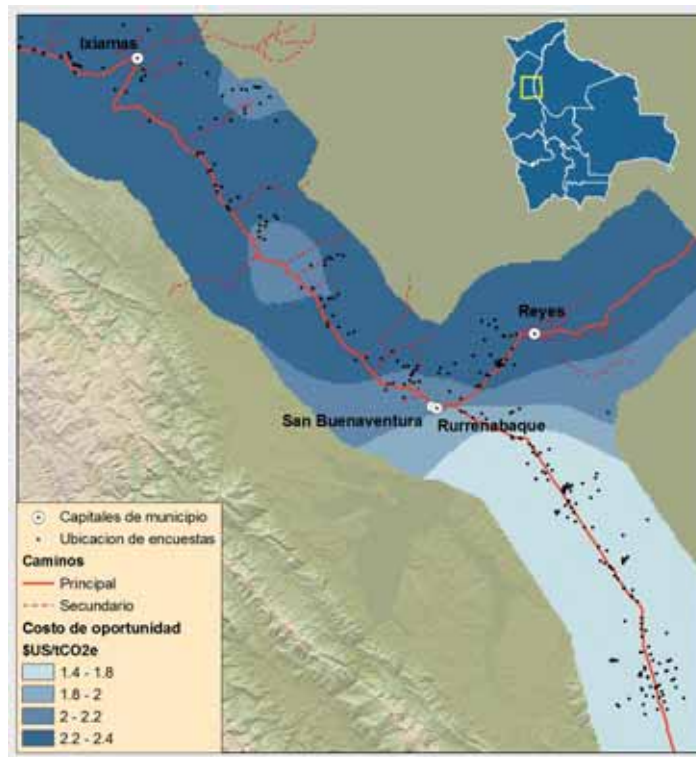 Ixiamas
Reyes
San Buenaventura
Rurrenabaque
Capitales de municipio
Ubicacion de encuestas
Caminos
Principal
Secundario
Costo de oportunidad
$US/tCO2e
1.4 - 1.8
1.8 - 2
2 - 2.2
2.2 - 2.4